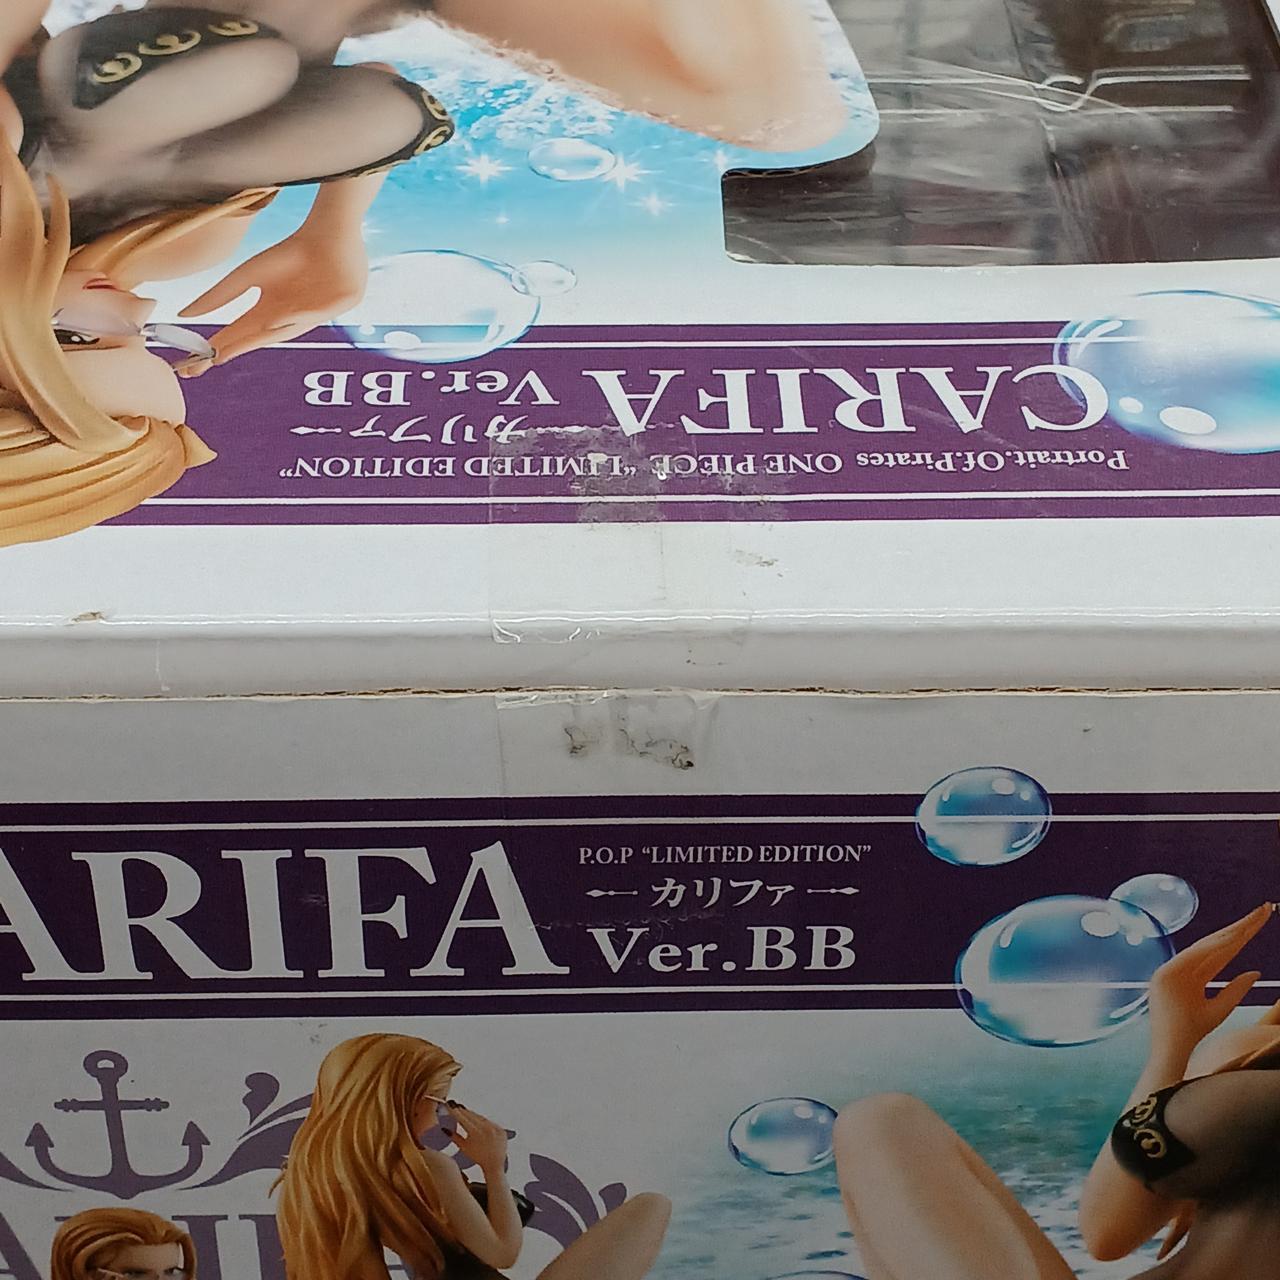 Portrait.Of.Pirates ONE PIECE "LIMITED EDITION"
CARIFA カリファ Ver.BB
ARIFA
P.O.P "LIMITED EDITION"
カリファ
Ver.BB